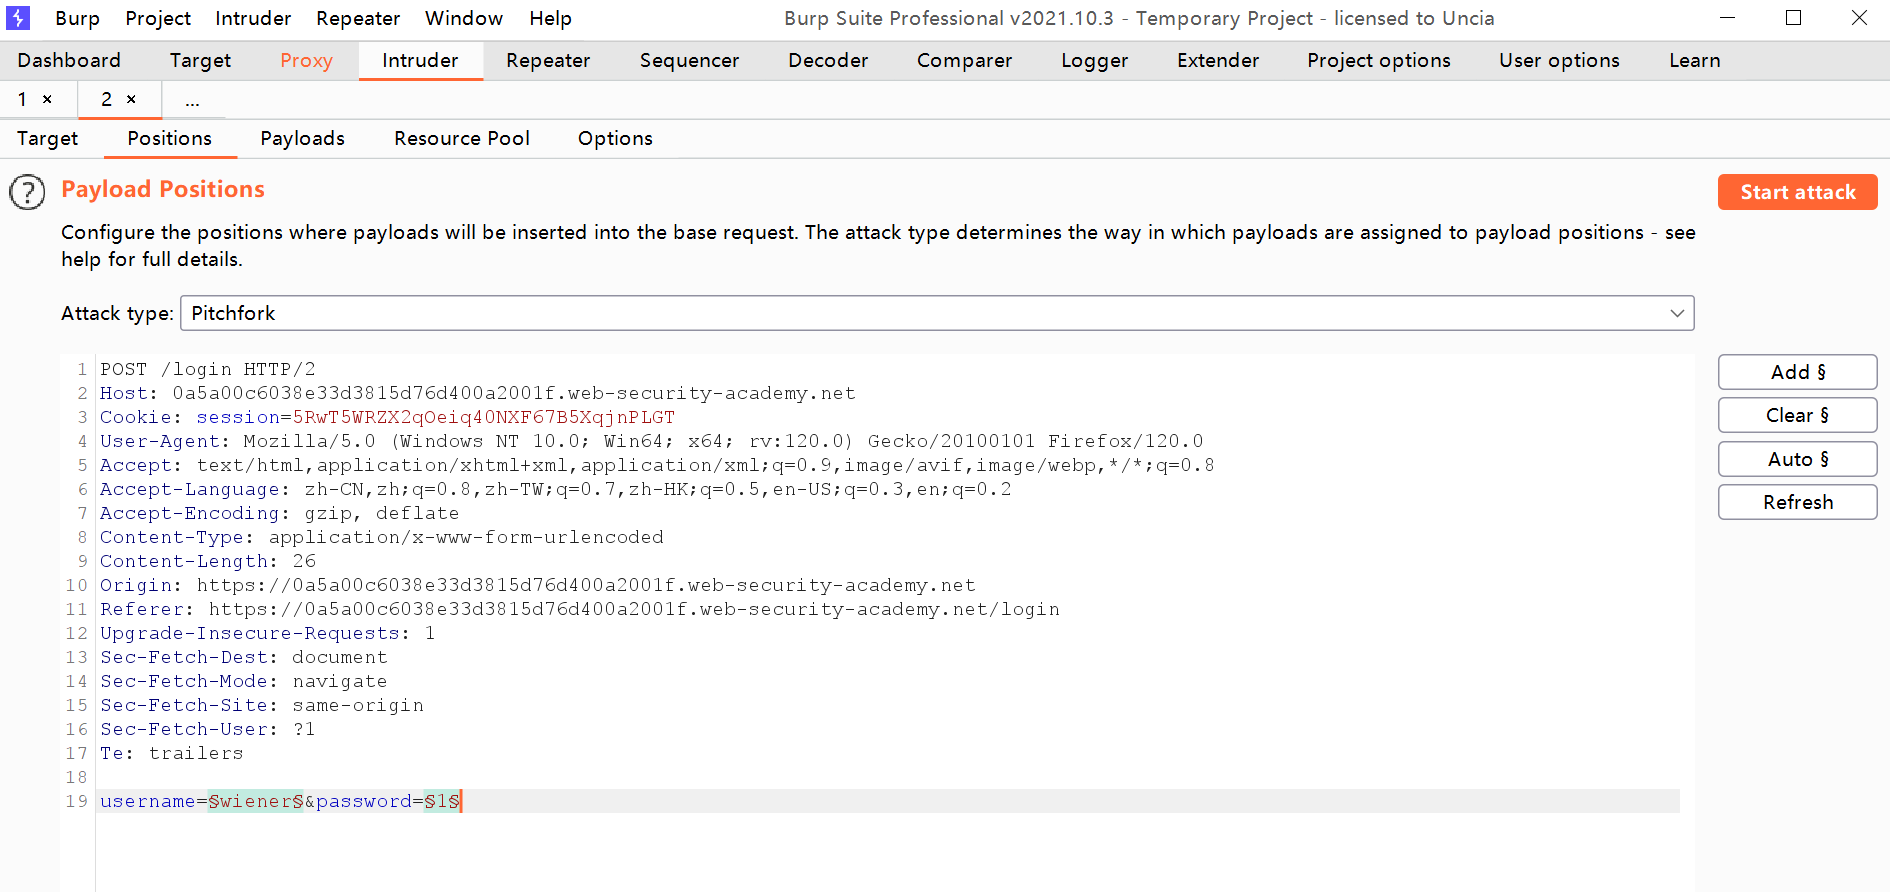 Burp Project Intruder Repeater Window Help Burp Suite Professional v2021.10.3 - Temporary Project - licensed to Uncia
Dashboard Target Proxy Intruder Repeater Sequencer Decoder Comparer Logger Extender Project options User options Learn
1 × 2 × ...
Target Positions Payloads Resource Pool Options
? Payload Positions
Start attack
Configure the positions where payloads will be inserted into the base request. The attack type determines the way in which payloads are assigned to payload positions - see
help for full details.
Attack type: Pitchfork
1 POST /login HTTP/2
2 Host: 0a5a00c6038e33d3815d76d400a2001f.web-security-academy.net
3 Cookie: session=5RwT5WRZX2qOeiq40NXF67B5XqjnPLGT
4 User-Agent: Mozilla/5.0 (Windows NT 10.0; Win64; x64; rv:120.0) Gecko/20100101 Firefox/120.0
5 Accept: text/html,application/xhtml+xml,application/xml;q=0.9,image/avif,image/webp,*/*;q=0.8
6 Accept-Language: zh-CN,zh;q=0.8,zh-TW;q=0.7,zh-HK;q=0.5,en-US;q=0.3,en;q=0.2
7 Accept-Encoding: gzip, deflate
8 Content-Type: application/x-www-form-urlencoded
9 Content-Length: 26
10 Origin: https://0a5a00c6038e33d3815d76d400a2001f.web-security-academy.net
11 Referer: https://0a5a00c6038e33d3815d76d400a2001f.web-security-academy.net/login
12 Upgrade-Insecure-Requests: 1
13 Sec-Fetch-Dest: document
14 Sec-Fetch-Mode: navigate
15 Sec-Fetch-Site: same-origin
16 Sec-Fetch-User: ?1
17 Te: trailers
18
19 username=§wiener§&password=§1§
Add §
Clear §
Auto §
Refresh